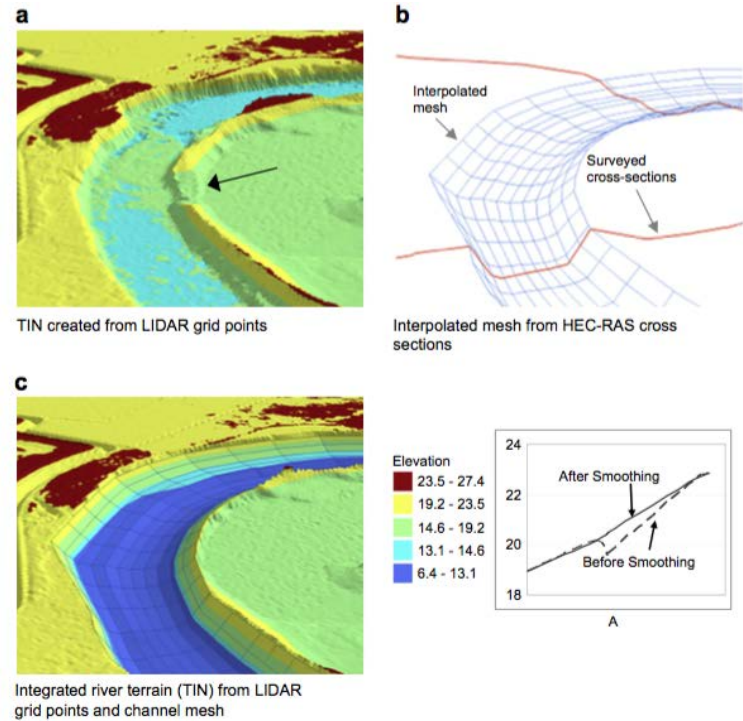 a
b
Interpolated
mesh
Surveyed
cross-sections
TIN created from LIDAR grid points
Interpolated mesh from HEC-RAS cross
sections
c
Elevation
23.5 - 27.4
19.2 - 23.5
14.6 - 19.2
13.1 - 14.6
6.4 - 13.1
24
22
20
18
After Smoothing
Before Smoothing
A
Integrated river terrain (TIN) from LIDAR
grid points and channel mesh